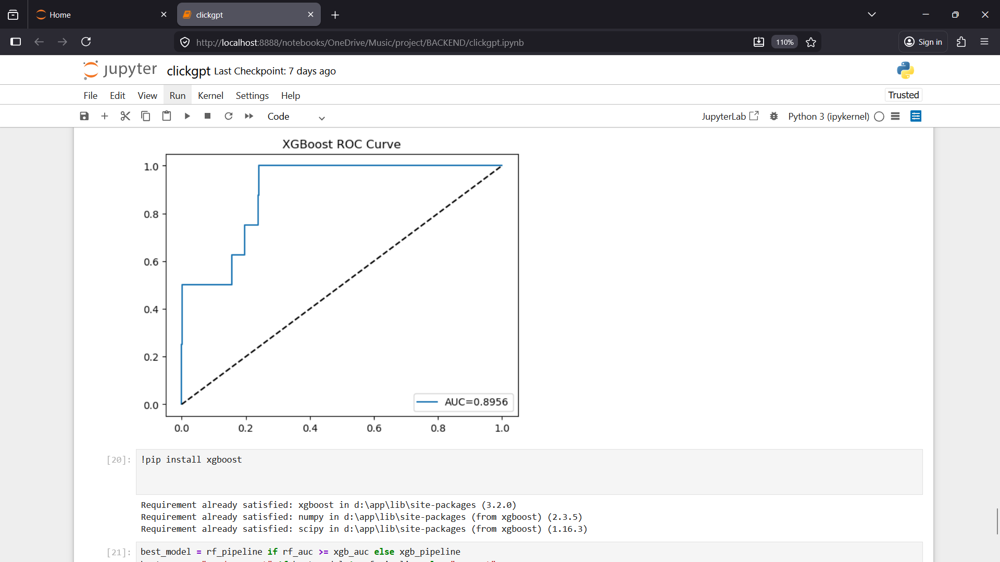 Home
clickgpt
http://localhost:8888/notebooks/OneDrive/Music/project/BACKEND/clickgpt.ipynb
110%
Sign in
jupyter clickgpt Last Checkpoint: 7 days ago
File Edit View Run Kernel Settings Help
Trusted
Code
JupyterLab
Python 3 (ipykernel)
XGBoost ROC Curve
1.0
0.8
0.6
0.4
0.2
0.0
AUC=0.8956
0.0 0.2 0.4 0.6 0.8 1.0
[20]: !pip install xgboost
Requirement already satisfied: xgboost in d:\app\lib\site-packages (3.2.0)
Requirement already satisfied: numpy in d:\app\lib\site-packages (from xgboost) (2.3.5)
Requirement already satisfied: scipy in d:\app\lib\site-packages (from xgboost) (1.16.3)
[21]: best_model = rf_pipeline if rf_auc >= xgb_auc else xgb_pipeline